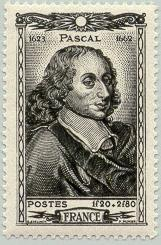 PASCAL
1623 1662
POSTES 1F20+2F80
FRANCE